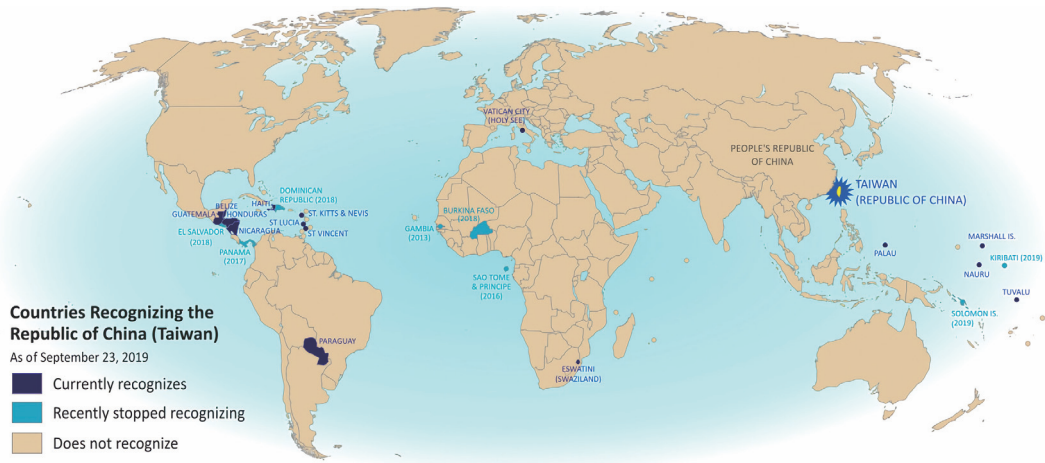 VATICAN CITY
(HOLY SEE)
PEOPLE'S REPUBLIC
OF CHINA
TAIWAN
(REPUBLIC OF CHINA)
DOMINICAN
REPUBLIC (2018)
HAITI
BELIZE
GUATEMALA
HONDURAS
ST. KITTS & NEVIS
ST LUCIA
ST VINCENT
EL SALVADOR
(2018)
NICARAGUA
PANAMA
(2017)
BURKINA FASO
(2018)
GAMBIA
(2013)
SAO TOME
& PRINCIPE
(2016)
PALAU
MARSHALL IS.
NAURU
KIRIBATI (2019)
TUVALU
SOLOMON IS.
(2019)
PARAGUAY
ESWATINI
(SWAZILAND)
Countries Recognizing the
Republic of China (Taiwan)
As of September 23, 2019
Currently recognizes
Recently stopped recognizing
Does not recognize